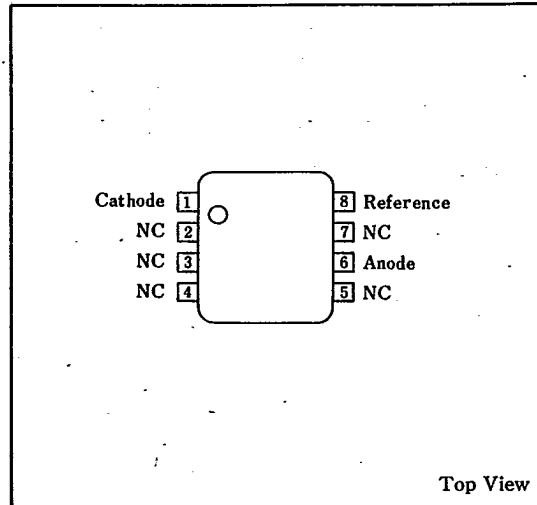 Cathode 1 8 Reference
NC 2 7 NC
NC 3 6 Anode
NC 4 5 NC
Top View